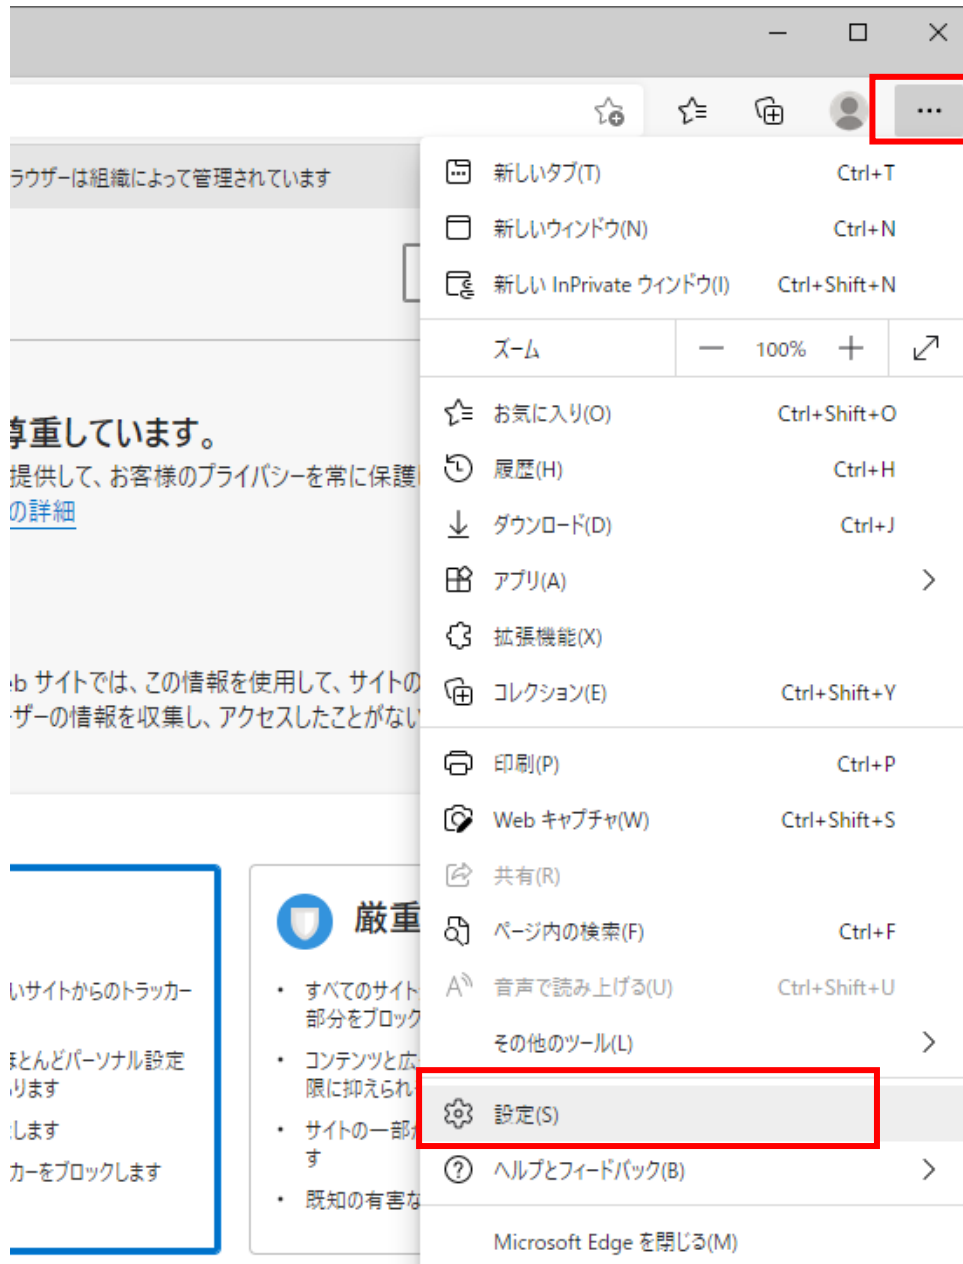 ラウザーは組織によって管理されています
尊重しています。
提供して、お客様のプライバシーを常に保護
の詳細
eb サイトでは、この情報を使用して、サイトの
ーザーの情報を収集し、アクセスしたことがない
いサイトからのトラッカー
ほとんどパーソナル設定
ります
します
カーをブロックします
厳重
• すべてのサイト
部分をブロック
• コンテンツと広
限に抑えられ
• サイトの一部
す
• 既知の有害な
新しいタブ(T) Ctrl+T
新しいウィンドウ(N) Ctrl+N
新しい InPrivate ウィンドウ(I) Ctrl+Shift+N
ズーム — 100% +
お気に入り(O) Ctrl+Shift+O
履歴(H) Ctrl+H
ダウンロード(D) Ctrl+J
アプリ(A)
拡張機能(X)
コレクション(E) Ctrl+Shift+Y
印刷(P) Ctrl+P
Web キャプチャ(W) Ctrl+Shift+S
共有(R)
ページ内の検索(F) Ctrl+F
音声で読み上げる(U) Ctrl+Shift+U
その他のツール(L)
設定(S)
ヘルプとフィードバック(B)
Microsoft Edge を閉じる(M)